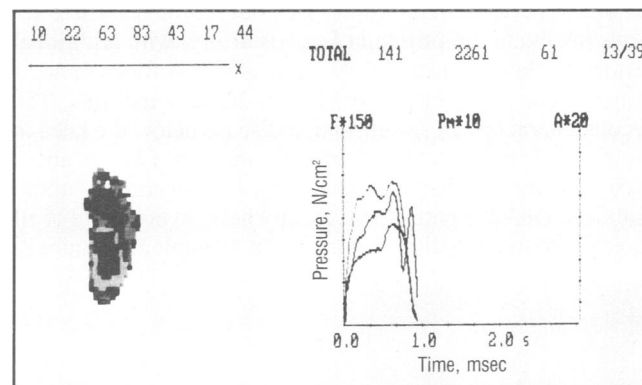 10 22 63 83 43 17 44
x
TOTAL 141 2261 61 13/39
F*150 Pm*10 A*20
Pressure, N/cm²
0.0 1.0 2.0 s
Time, msec